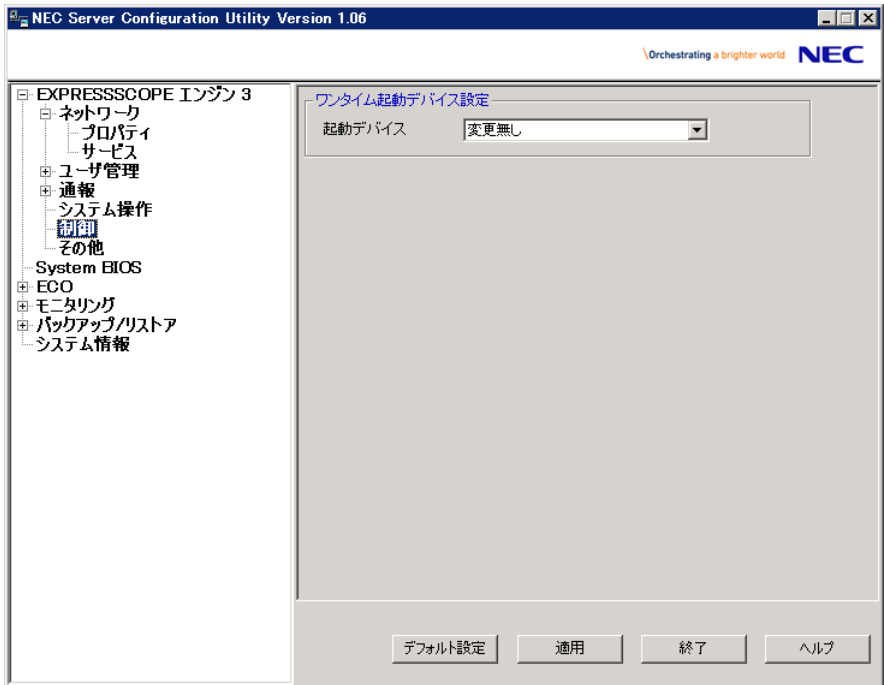 NEC Server Configuration Utility Version 1.06
\Orchestrating a brighter world NEC
EXPRESSSCOPE エンジン 3
ネットワーク
プロパティ
サービス
ユーザ管理
通報
システム操作
制御
その他
System BIOS
ECO
モニタリング
バックアップ/リストア
システム情報
ワンタイム起動デバイス設定
起動デバイス 変更無し
デフォルト設定 適用 終了 ヘルプ